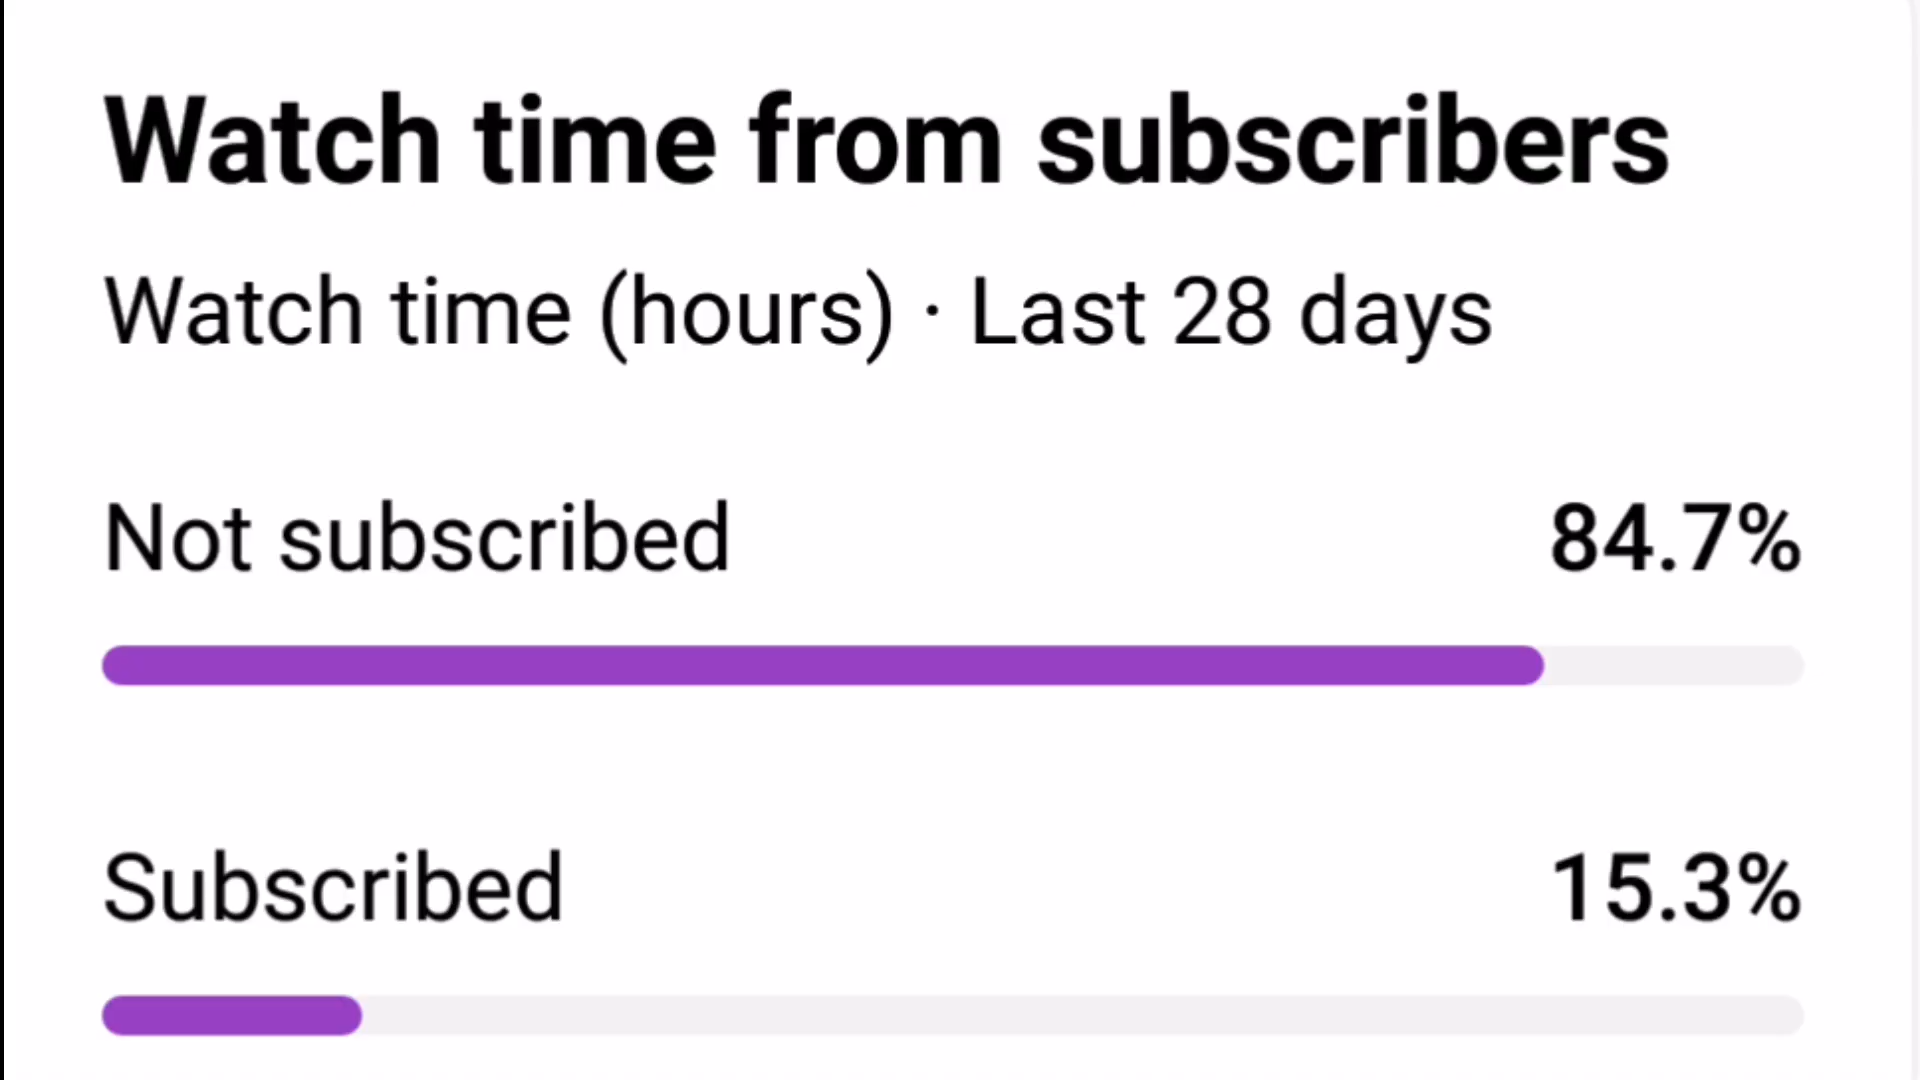 Watch time from subscribers
Watch time (hours) · Last 28 days
Not subscribed 84.7%
Subscribed 15.3%